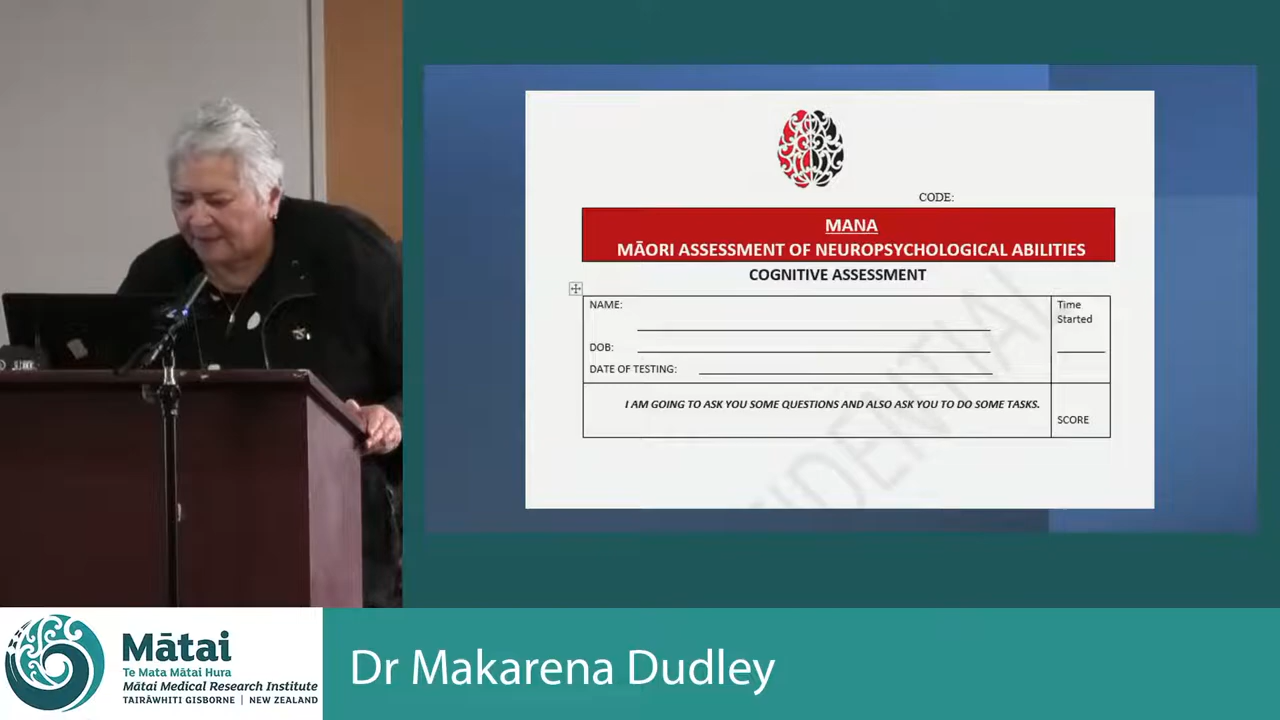 CODE:
MANA
MĀORI ASSESSMENT OF NEUROPSYCHOLOGICAL ABILITIES
COGNITIVE ASSESSMENT
NAME:
DOB:
DATE OF TESTING:
Time
Started
I AM GOING TO ASK YOU SOME QUESTIONS AND ALSO ASK YOU TO DO SOME TASKS.
SCORE
Mātai
Te Mata Mātai Hura
Mātai Medical Research Institute
TAIRĀWHITI GISBORNE | NEW ZEALAND
Dr Makarena Dudley